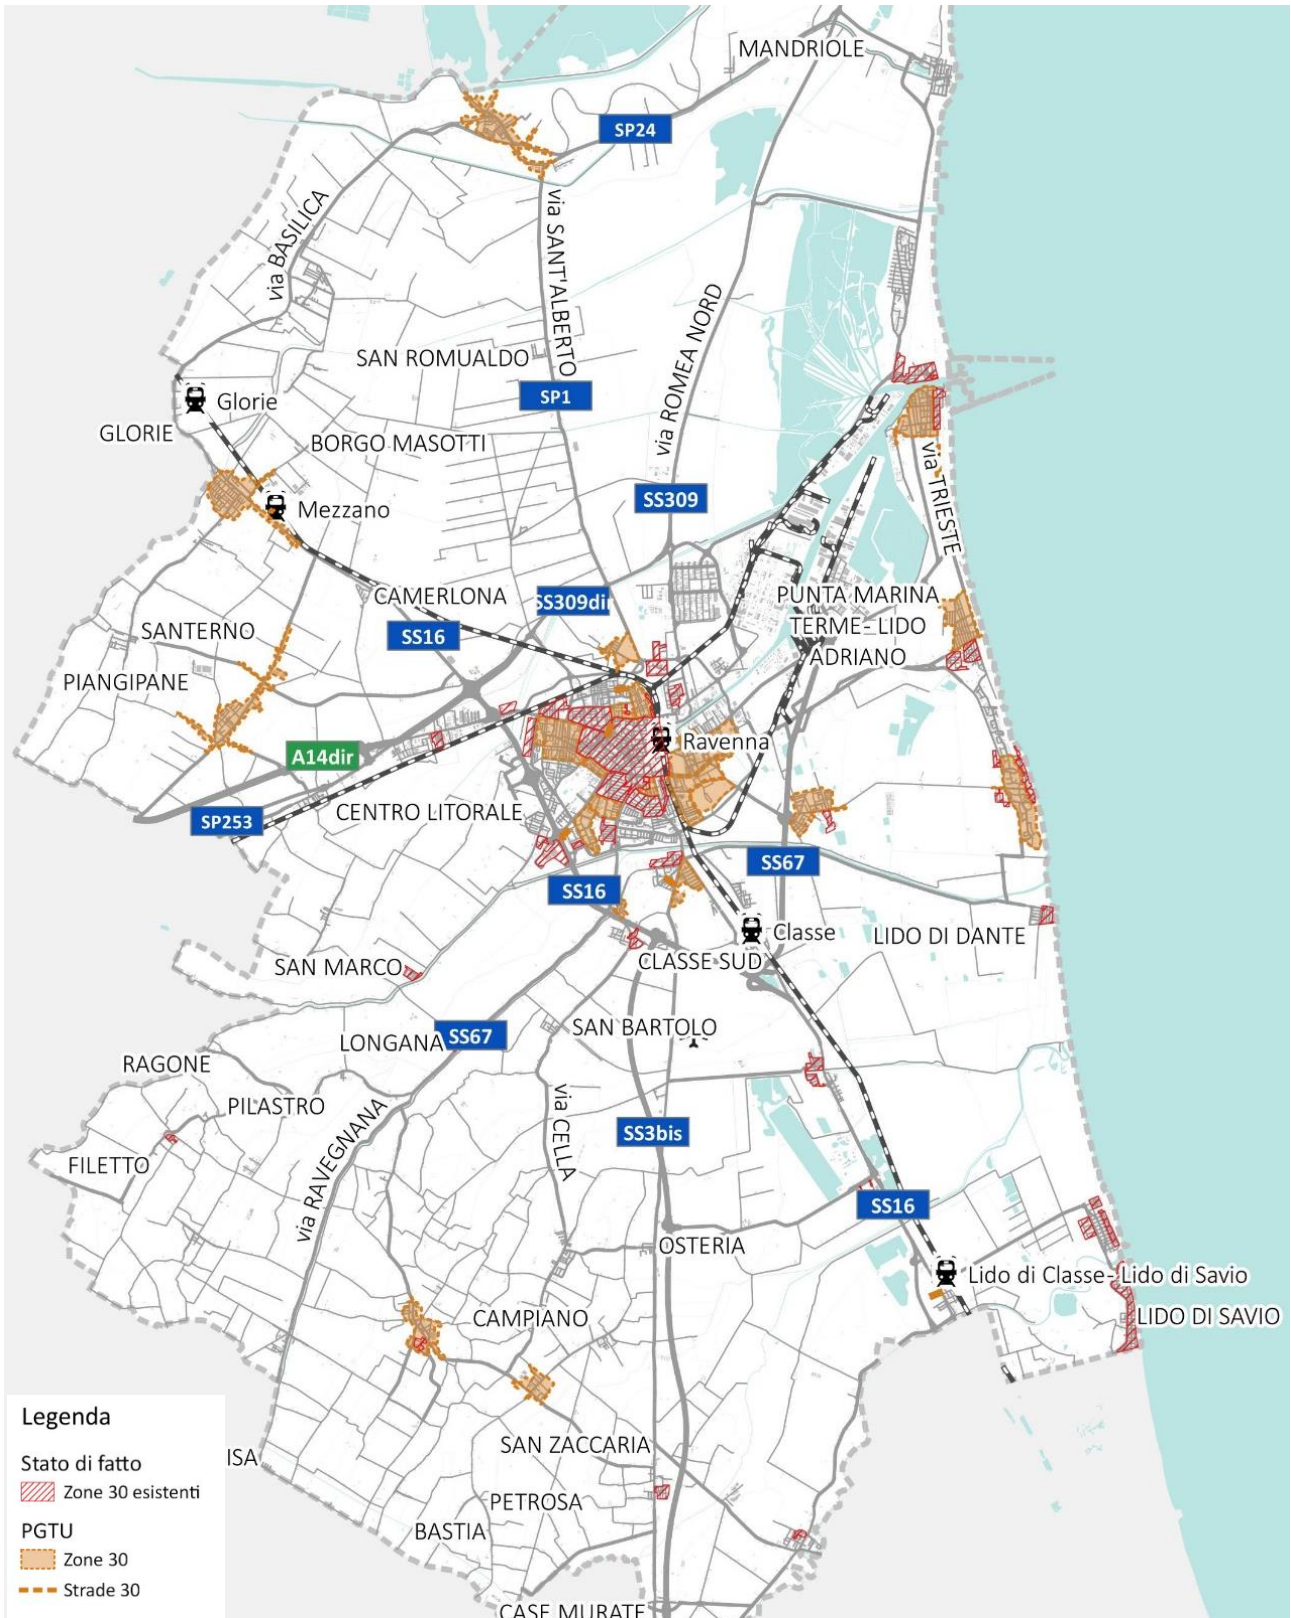 MANDRIOLE
SP24
via BASILICA
via SANT'ALBERTO
via ROMEA NORD
SAN ROMUALDO
SP1
Glorie
GLORIE
BORGO MASOTTI
via TRIESTE
SS309
Mezzano
CAMERLONA
SS309dir
PUNTA MARINA
TERME-LIDO
ADRIANO
SANTERNO
SS16
PIANGIPANE
Ravenna
A14dir
CENTRO LITORALE
SP253
SS67
SS16
Classe
LIDO DI DANTE
SAN MARCO
CLASSE SUD
SAN BARTOLO
LONGANA
SS67
RAGONE
PILASTRO
via CELLA
SS3bis
FILETTO
via RAVEGNANA
SS16
OSTERIA
Lido di Classe-Lido di Savio
CAMPIANO
LIDO DI SAVIO
Legenda
SAN ZACCARIA
ISA
Stato di fatto
Zone 30 esistenti
PETROSA
BASTIA
PGTU
Zone 30
Strade 30
CASE MURATE